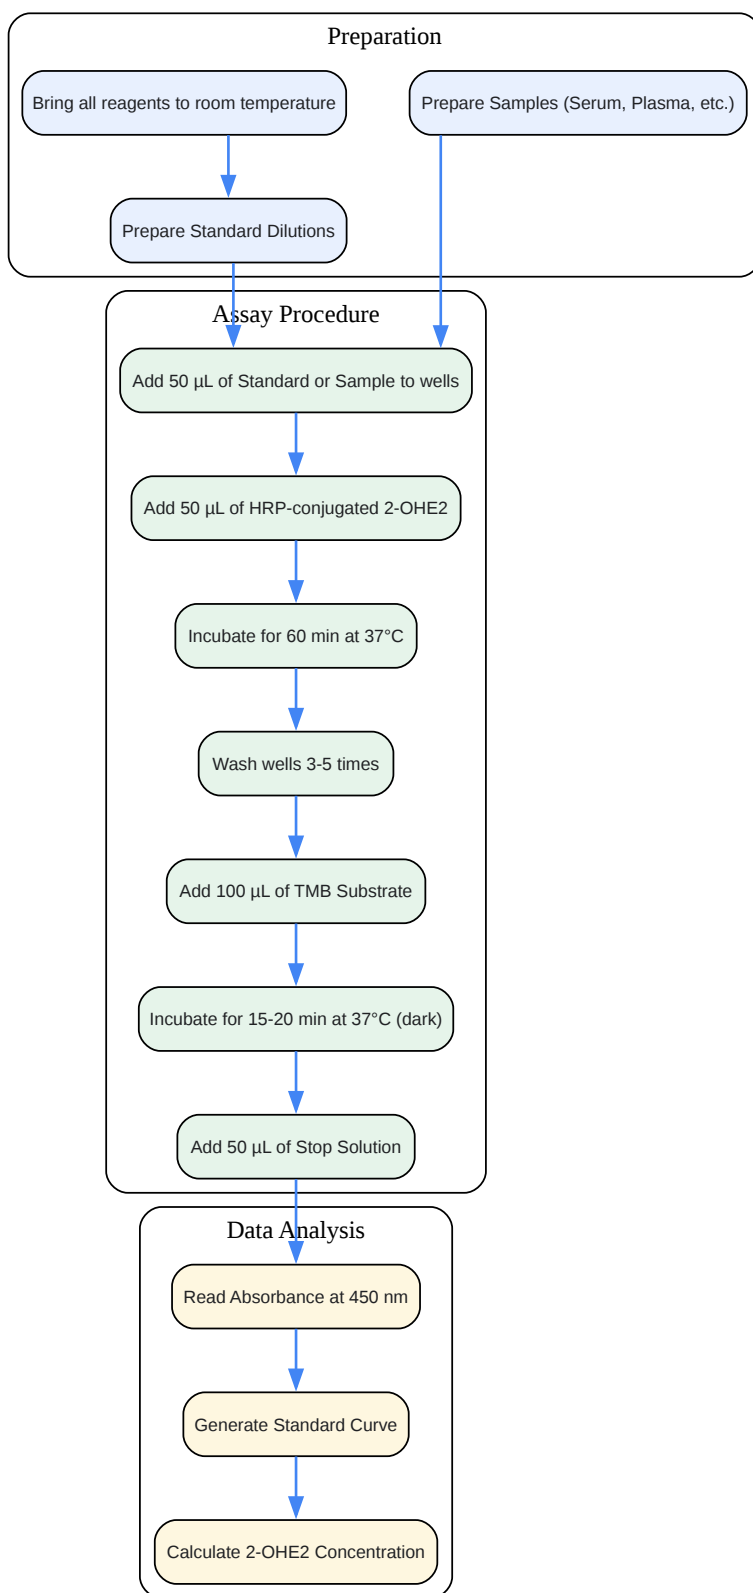 Preparation
Bring all reagents to room temperature
Prepare Samples (Serum, Plasma, etc.)
Prepare Standard Dilutions
Assay Procedure
Add 50 µL of Standard or Sample to wells
Add 50 µL of HRP-conjugated 2-OHE2
Incubate for 60 min at 37°C
Wash wells 3-5 times
Add 100 µL of TMB Substrate
Incubate for 15-20 min at 37°C (dark)
Add 50 µL of Stop Solution
Data Analysis
Read Absorbance at 450 nm
Generate Standard Curve
Calculate 2-OHE2 Concentration